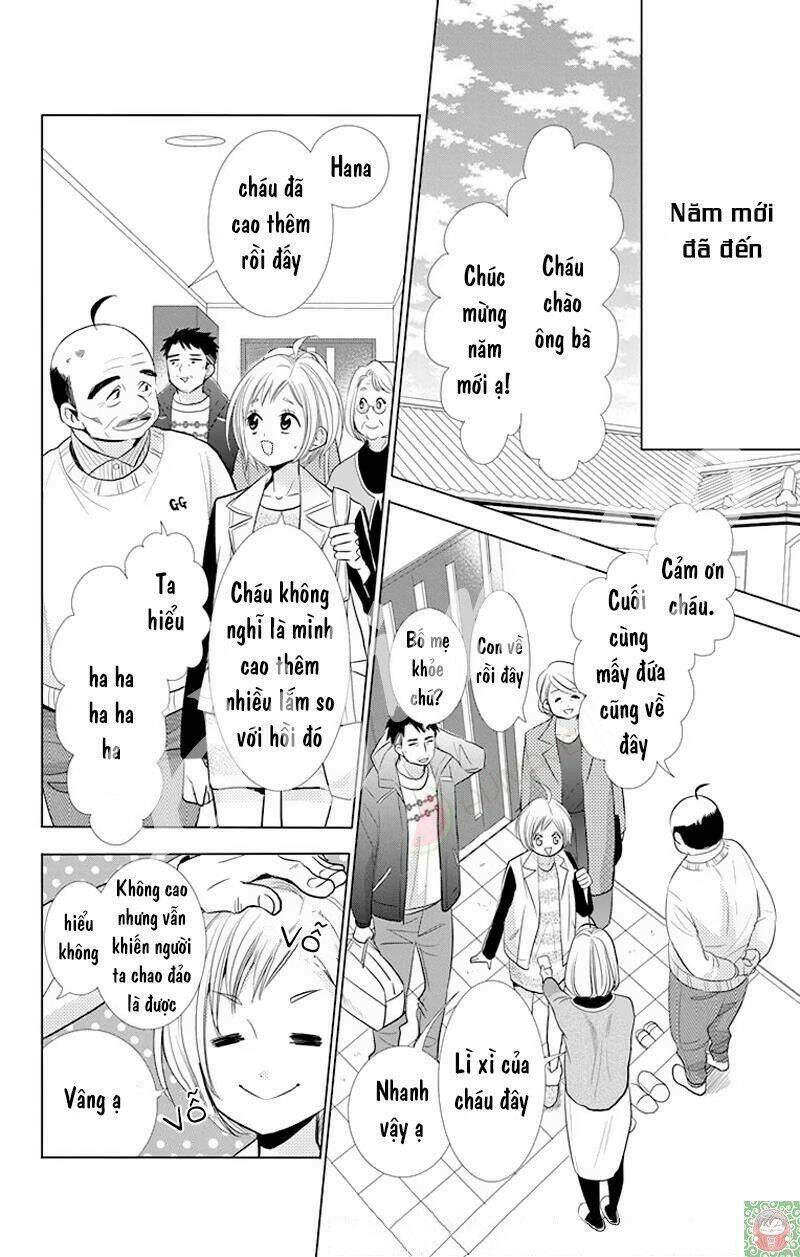 Năm mới
đã đến
Cháu
chào
ông bà
Chúc
mừng
năm
mới ạ!
Cảm ơn
cháu.
Cuối
cùng
mấy đứa
cũng về
đây
Con về
rồi đây
Bố mẹ
khỏe
chứ?
Lì xì của
cháu đây
Nhanh
vậy ạ
Hana
cháu đã
cao thêm
rồi đấy
GG
Cháu không
nghĩ là mình
cao thêm
nhiều lắm so
với hồi đó
Ta
hiểu
ha ha
ha ha
ha
Không cao
nhưng vẫn
khiến người
ta chao đảo
là được
hiểu
không
Vỗ
Vỗ
Vâng ạ